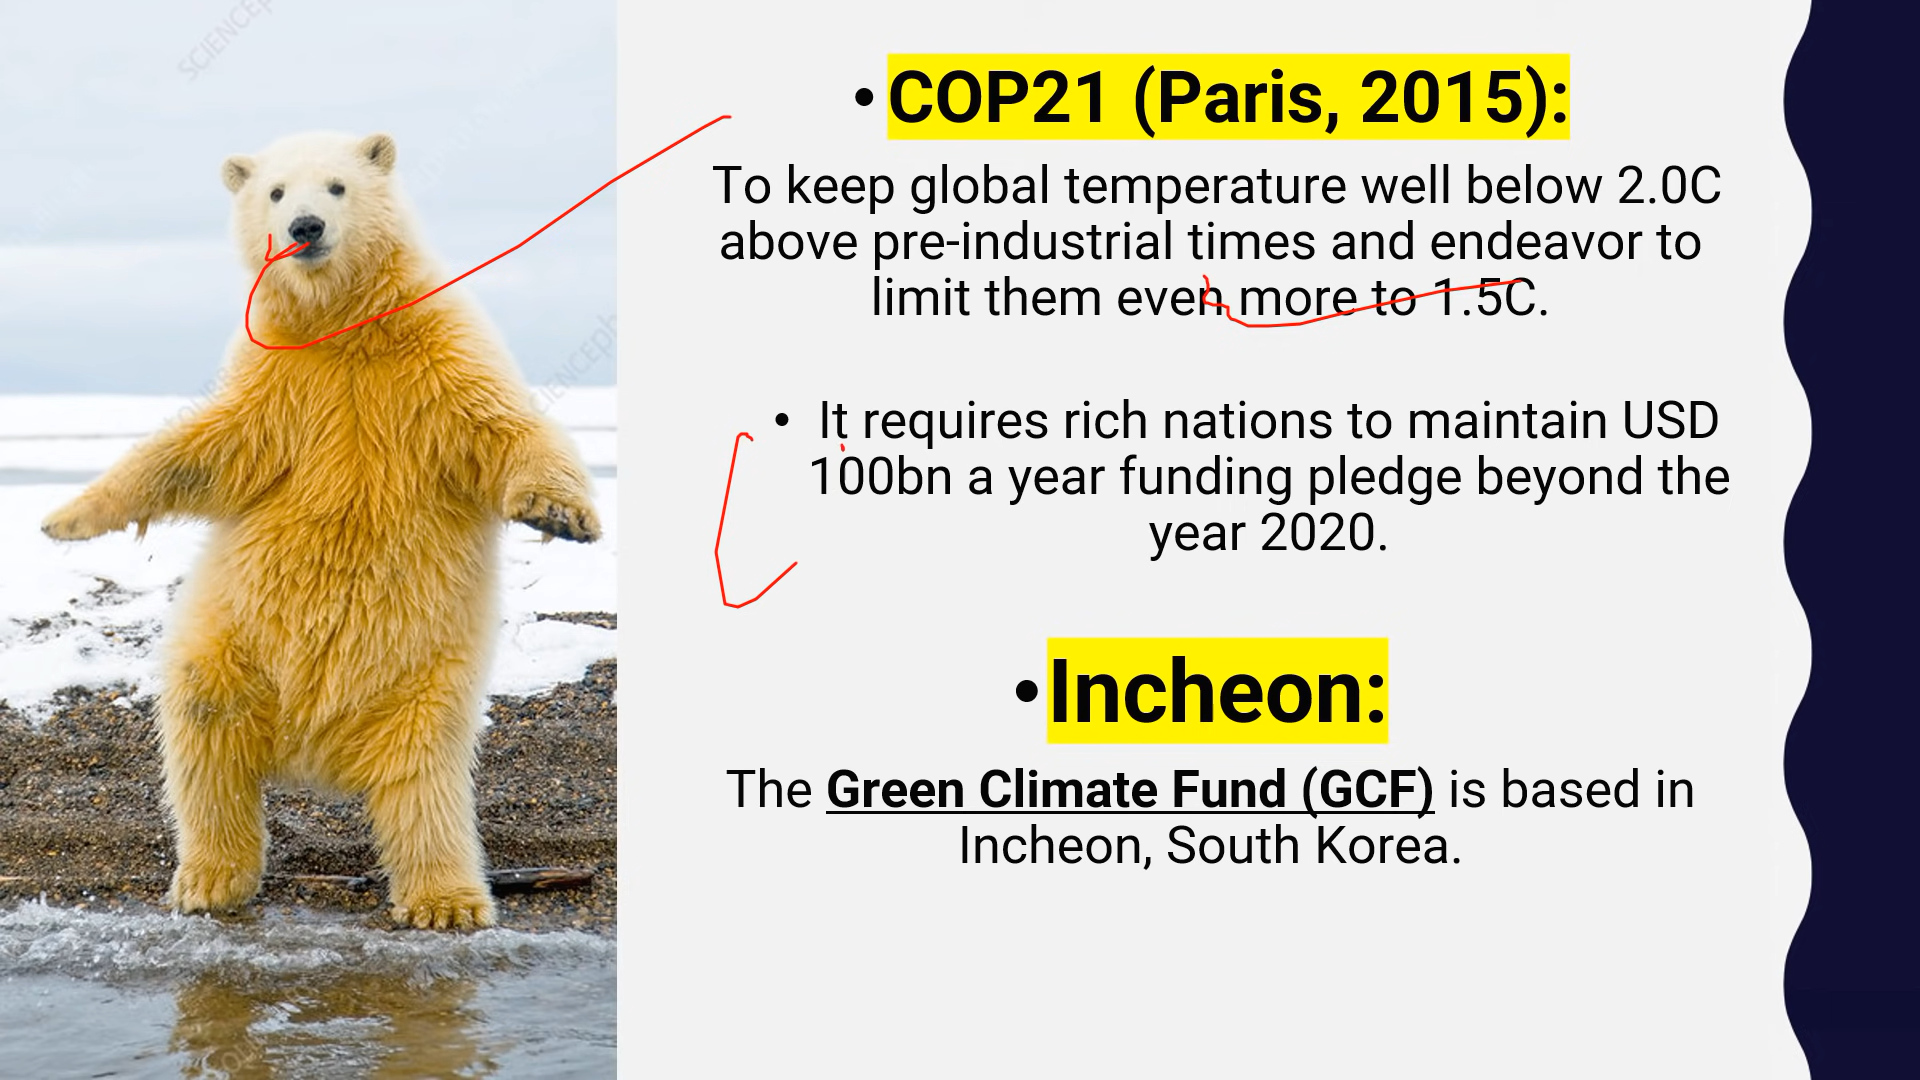 • COP21 (Paris, 2015):
To keep global temperature well below 2.0C
above pre-industrial times and endeavor to
limit them even more to 1.5C.
• It requires rich nations to maintain USD
100bn a year funding pledge beyond the
year 2020.
• Incheon:
The Green Climate Fund (GCF) is based in
Incheon, South Korea.